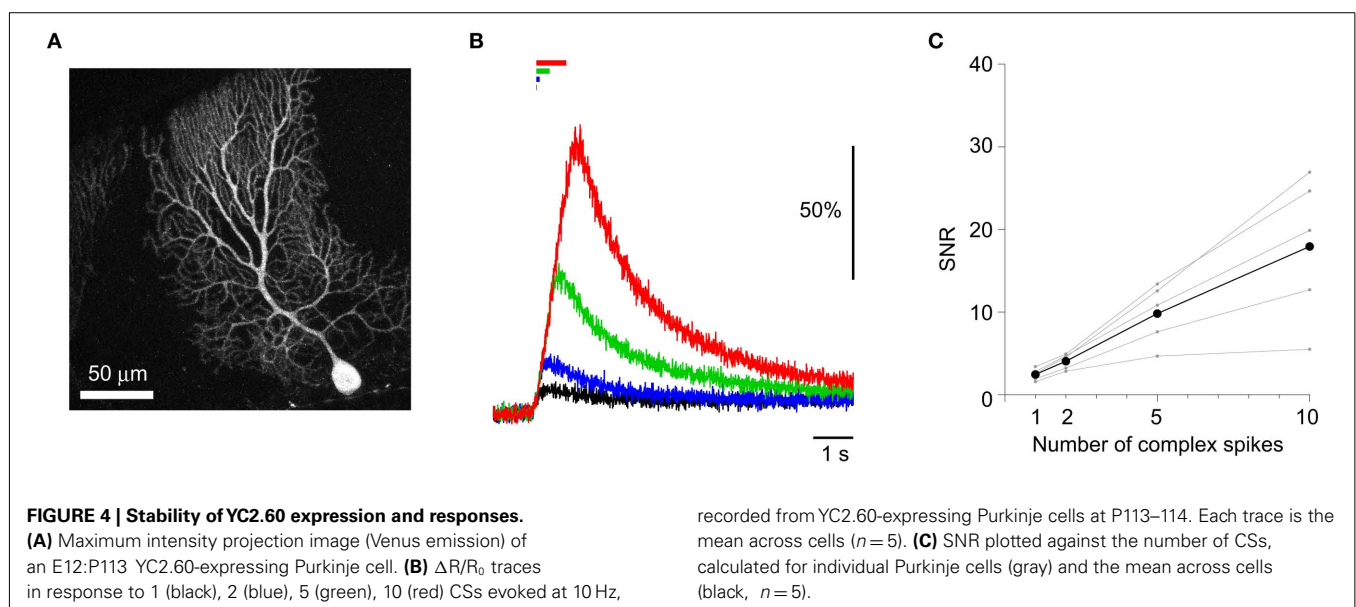 A
B
C
50 μm
50%
1 s
40
30
20
10
0
SNR
1 2 5 10
Number of complex spikes
FIGURE 4 | Stability of YC2.60 expression and responses.
(A) Maximum intensity projection image (Venus emission) of
an E12:P113 YC2.60-expressing Purkinje cell. (B) ΔR/R₀ traces
in response to 1 (black), 2 (blue), 5 (green), 10 (red) CSs evoked at 10 Hz,
recorded from YC2.60-expressing Purkinje cells at P113–114. Each trace is the
mean across cells (n = 5). (C) SNR plotted against the number of CSs,
calculated for individual Purkinje cells (gray) and the mean across cells
(black, n = 5).